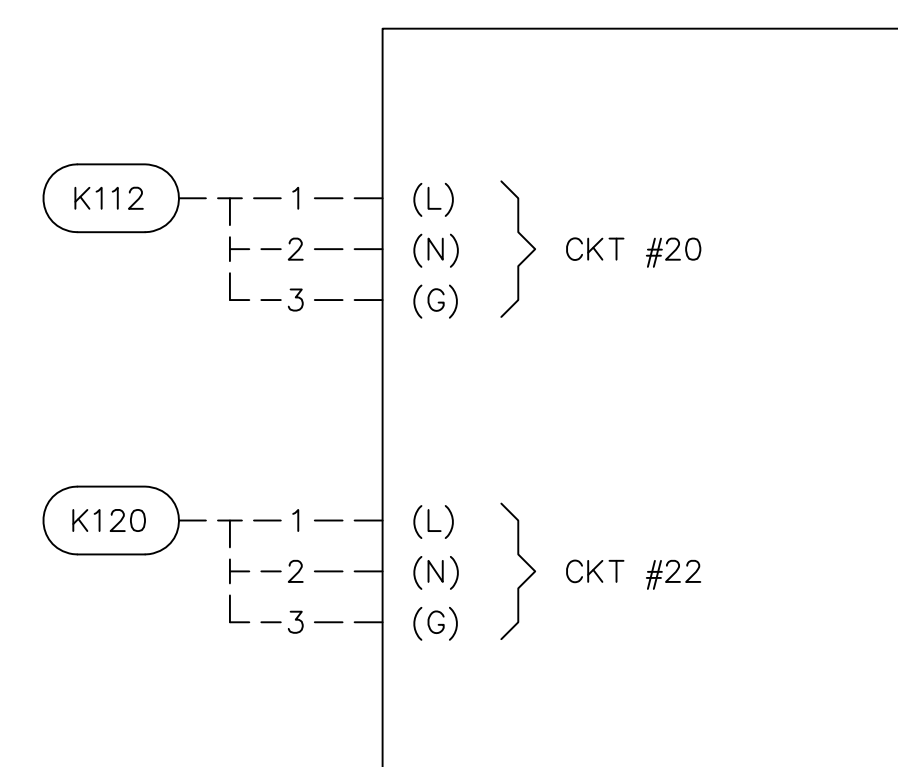 K112 1 (L)
2 (N) CKT #20
3 (G)
K120 1 (L)
2 (N) CKT #22
3 (G)